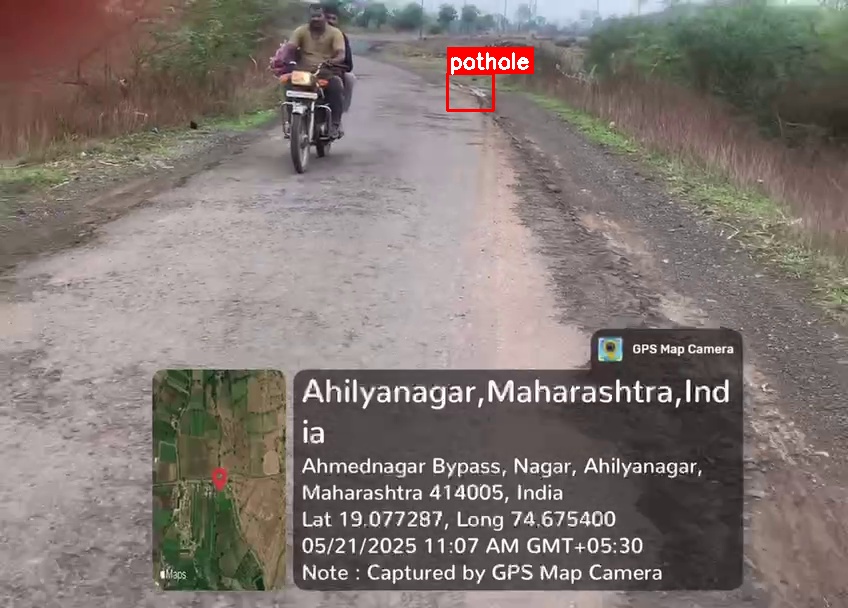 pothole
GPS Map Camera
Ahilyanagar,Maharashtra,Ind
ia
Ahmednagar Bypass, Nagar, Ahilyanagar,
Maharashtra 414005, India
Lat 19.077287, Long 74.675400
05/21/2025 11:07 AM GMT+05:30
Note : Captured by GPS Map Camera
Maps